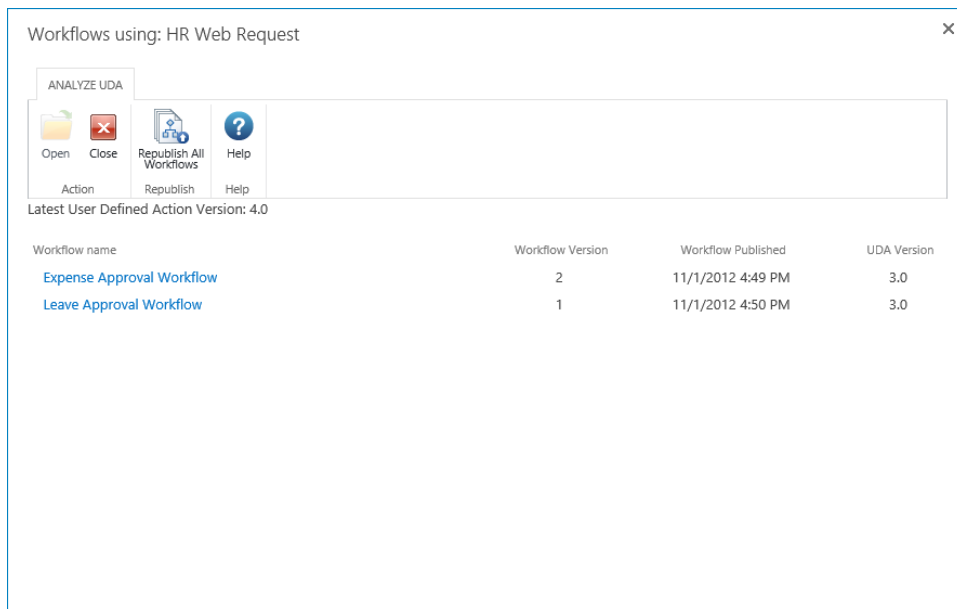 Workflows using: HR Web Request
ANALYZE UDA
Open Close Republish All Workflows Help
Action Republish Help
Latest User Defined Action Version: 4.0
Workflow name Workflow Version Workflow Published UDA Version
Expense Approval Workflow 2 11/1/2012 4:49 PM 3.0
Leave Approval Workflow 1 11/1/2012 4:50 PM 3.0